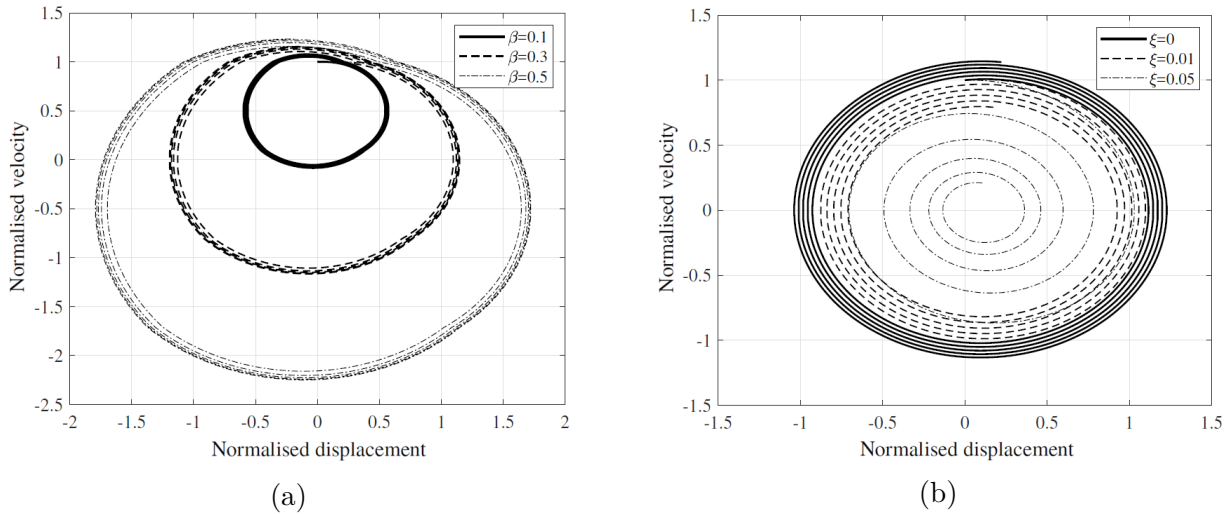 1.5
1
0.5
0
-0.5
-1
-1.5
-2
-2.5
-2 -1.5 -1 -0.5 0 0.5 1 1.5 2
Normalised velocity
Normalised displacement
β=0.1
β=0.3
β=0.5
(a)
1.5
1
0.5
0
-0.5
-1
-1.5
-1.5 -1 -0.5 0 0.5 1 1.5
Normalised velocity
Normalised displacement
ξ=0
ξ=0.01
ξ=0.05
(b)